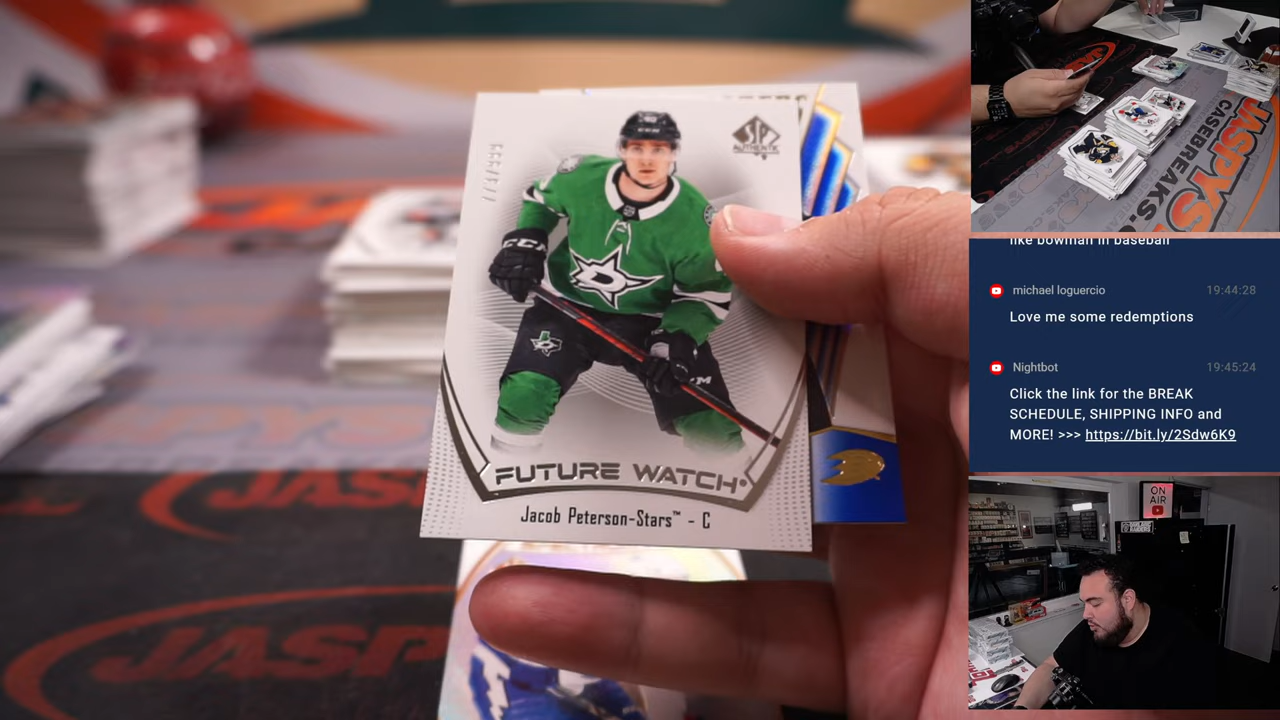 SP
AUTHENTIC
CCM
FUTURE WATCH
Jacob Peterson-Stars™ - C
JASPYS
CASEBREAKS.
like bowman in baseball
michael loguercio 19:44:28
Love me some redemptions
Nightbot 19:45:24
Click the link for the BREAK
SCHEDULE, SHIPPING INFO and
MORE! >>> https://bit.ly/2Sdw6K9
ON
AIR
JASP